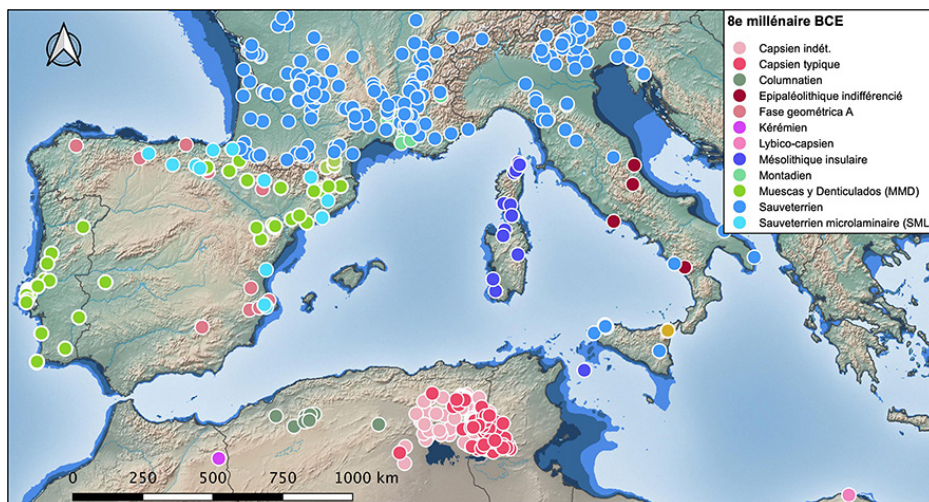 8e millénaire BCE
Capsien indét.
Capsien typique
Columnatien
Epipaléolithique indifférencié
Fase geométrica A
Kérémien
Lybico-capsien
Mésolithique insulaire
Montadien
Muescas y Denticulados (MMD)
Sauveterrien
Sauveterrien microlaminaire (SML
0 250 500 750 1000 km